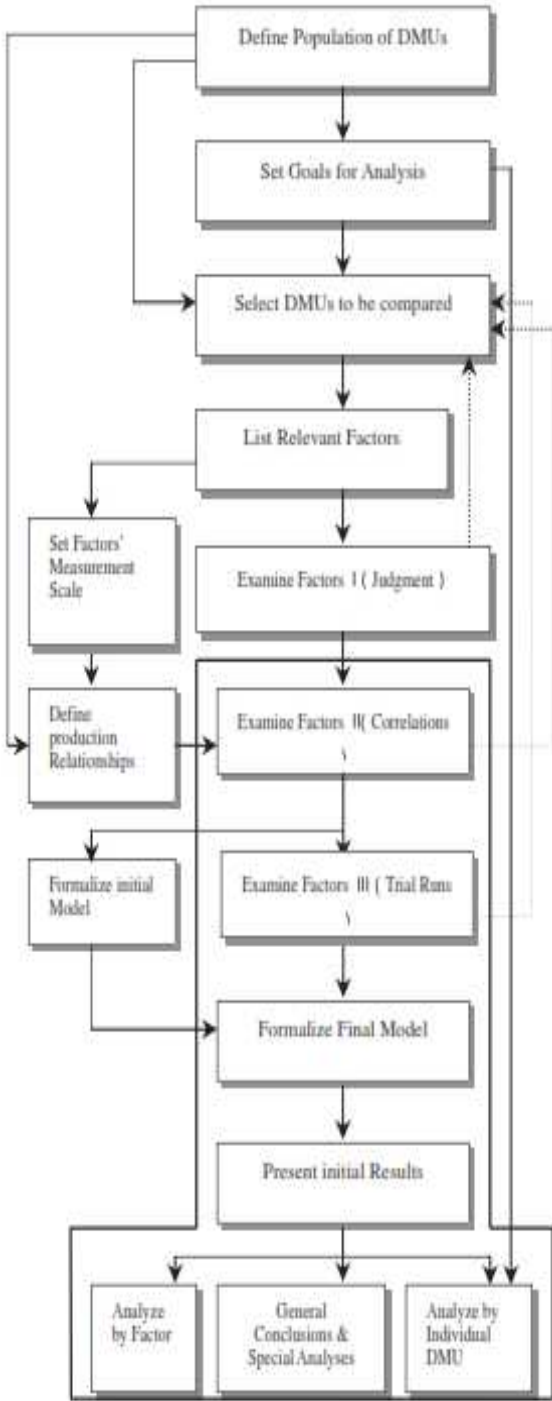 Define Population of DMUs
Set Goals for Analysis
Select DMUs to be compared
List Relevant Factors
Set Factors'
Measurement
Scale
Examine Factors I ( Judgment )
Define
production
Relationships
Examine Factors II( Correlations
)
Formalize initial
Model
Examine Factors III ( Trial Runs
)
Formalize Final Model
Present initial Results
Analyze
by Factor
General
Conclusions &
Special Analyses
Analyze by
Individual
DMU